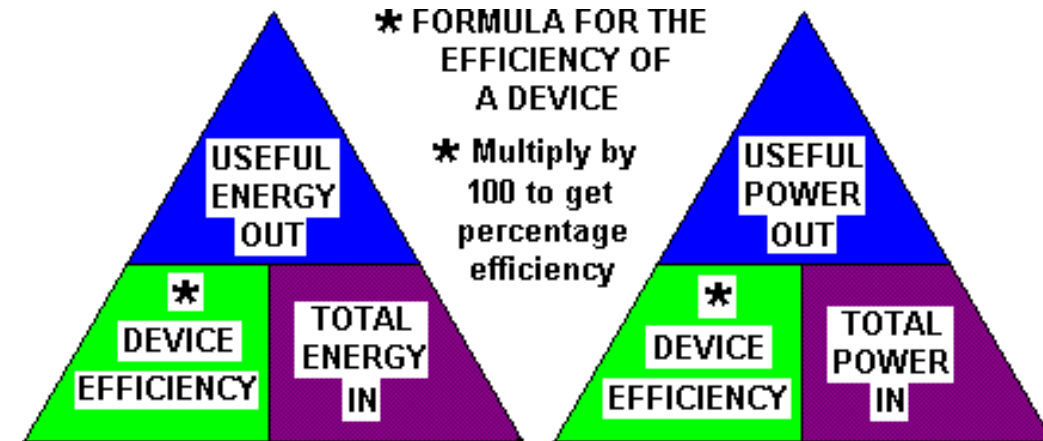 * FORMULA FOR THE
EFFICIENCY OF
A DEVICE
* Multiply by
100 to get
percentage
efficiency
USEFUL
ENERGY
OUT
*
DEVICE
EFFICIENCY
TOTAL
ENERGY
IN
USEFUL
POWER
OUT
*
DEVICE
EFFICIENCY
TOTAL
POWER
IN